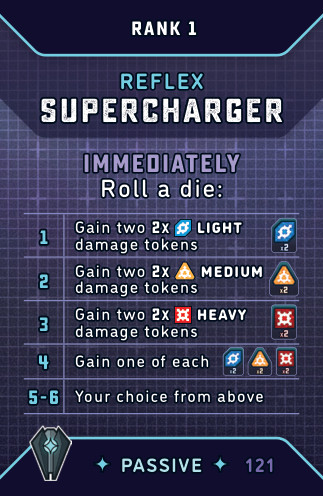 RANK 1
REFLEX
SUPERCHARGER
IMMEDIATELY
Roll a die:
1 Gain two 2x LIGHT
damage tokens
x2
2 Gain two 2x MEDIUM
damage tokens
x2
3 Gain two 2x HEAVY
damage tokens
x2
4 Gain one of each x2 x2 x2
5-6 Your choice from above
PASSIVE 121